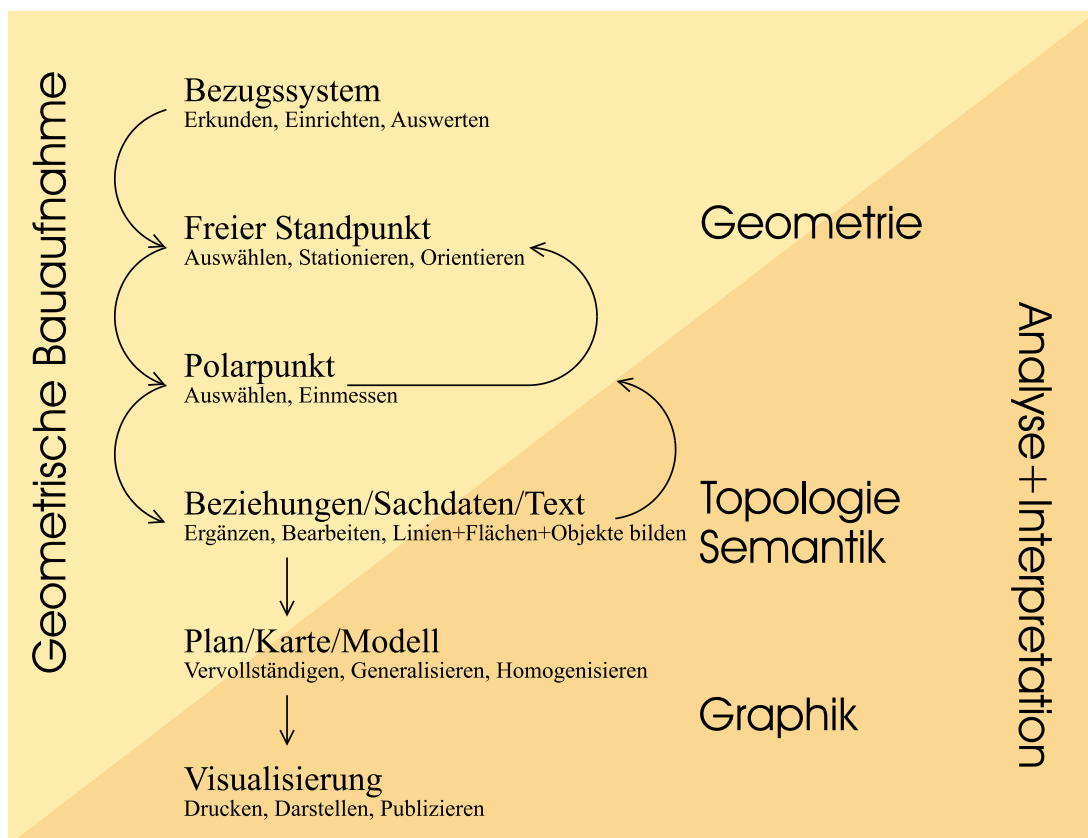 Geometrische Bauaufnahme
Bezugssystem
Erkunden, Einrichten, Auswerten
Freier Standpunkt
Auswählen, Stationieren, Orientieren
Polarpunkt
Auswählen, Einmessen
Beziehungen/Sachdaten/Text
Ergänzen, Bearbeiten, Linien+Flächen+Objekte bilden
Plan/Karte/Modell
Vervollständigen, Generalisieren, Homogenisieren
Visualisierung
Drucken, Darstellen, Publizieren
Geometrie
Topologie
Semantik
Graphik
Analyse+Interpretation